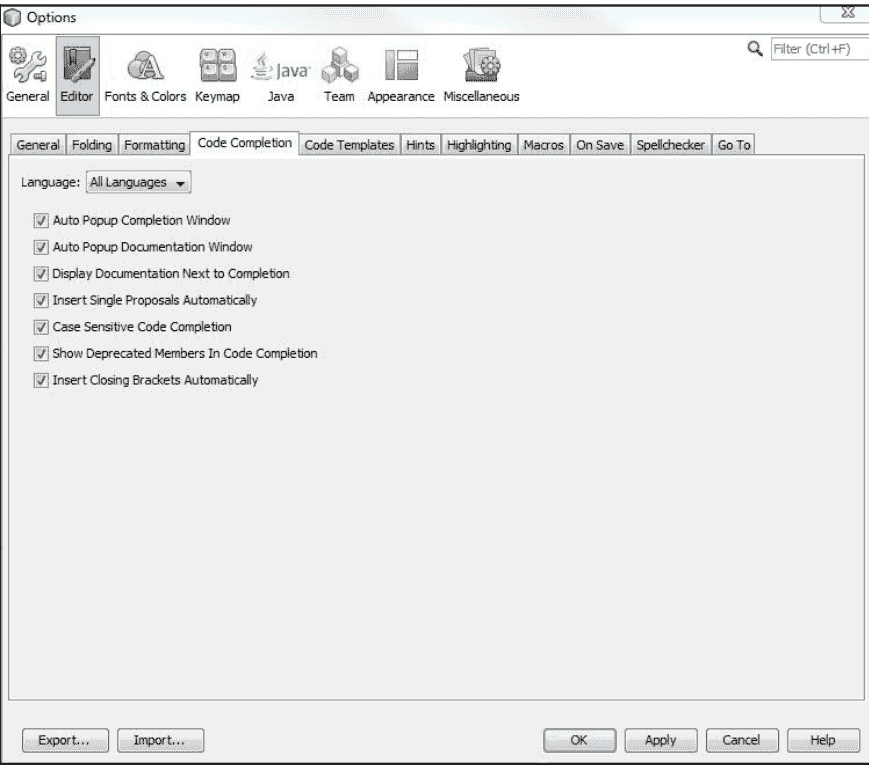 Options
Filter (Ctrl+F)
General Editor Fonts & Colors Keymap Java Team Appearance Miscellaneous
General Folding Formatting Code Completion Code Templates Hints Highlighting Macros On Save Spellchecker Go To
Language: All Languages
Auto Popup Completion Window
Auto Popup Documentation Window
Display Documentation Next to Completion
Insert Single Proposals Automatically
Case Sensitive Code Completion
Show Deprecated Members In Code Completion
Insert Closing Brackets Automatically
Export... Import... OK Apply Cancel Help